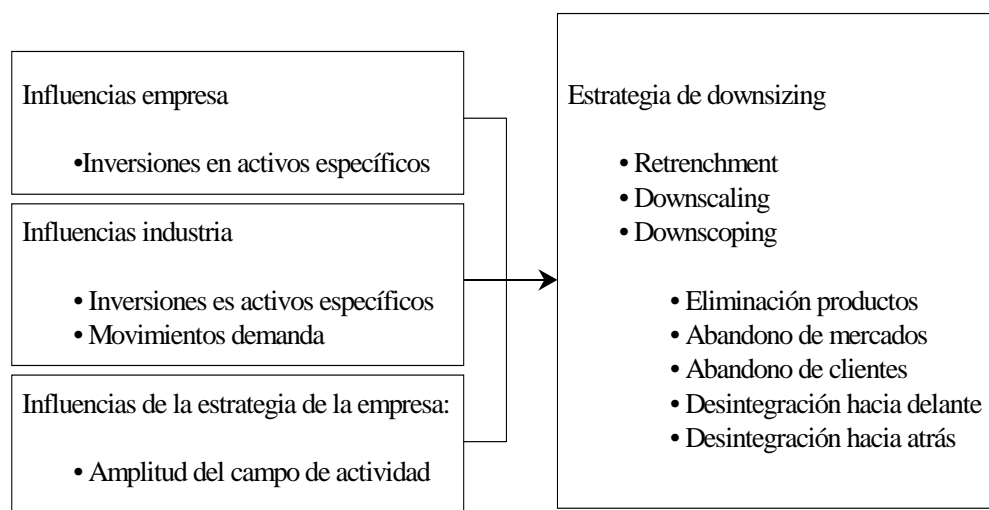 Influencias empresa
•Inversiones en activos específicos
Influencias industria
• Inversiones es activos específicos
• Movimientos demanda
Influencias de la estrategia de la empresa:
• Amplitud del campo de actividad
Estrategia de downsizing
• Retrenchment
• Downscaling
• Downscoping
• Eliminación productos
• Abandono de mercados
• Abandono de clientes
• Desintegración hacia delante
• Desintegración hacia atrás